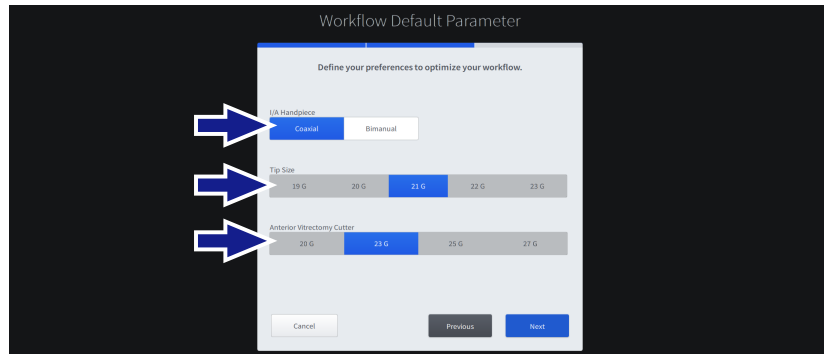 Workflow Default Parameter
Define your preferences to optimize your workflow.
I/A Handpiece
Coaxial Bimanual
Tip Size
19 G 20 G 21 G 22 G 23 G
Anterior Vitrectomy Cutter
20 G 23 G 25 G 27 G
Cancel Previous Next